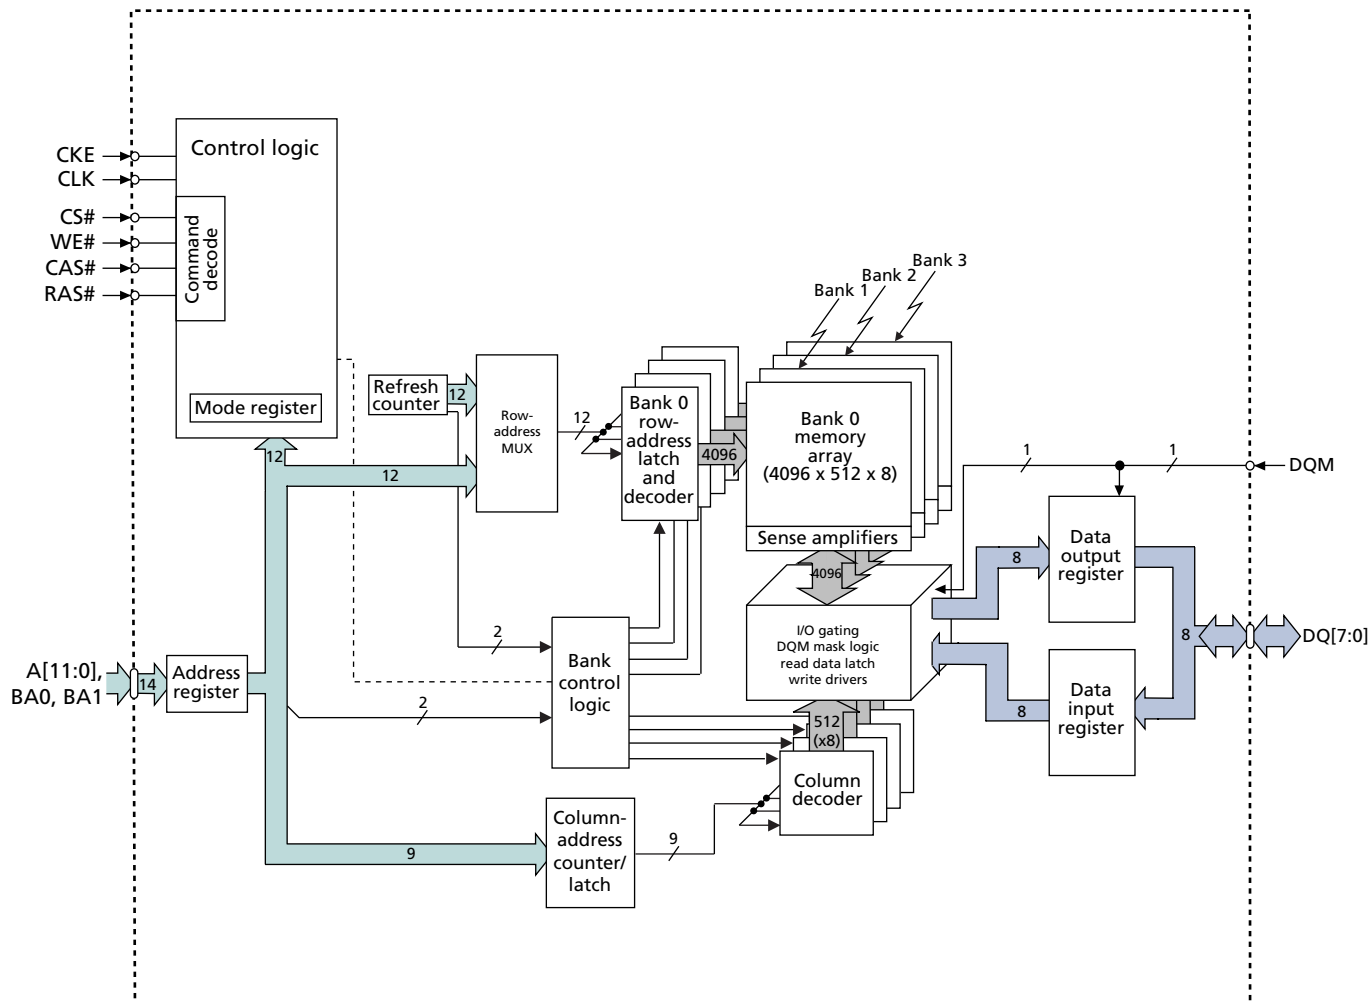 Control logic
CKE
CLK
CS#
WE#
CAS#
RAS#
Command
decode
Mode register
Bank 3
Bank 2
Bank 1
Refresh
counter
12
Row-
address
MUX
12
Bank 0
row-
address
latch
and
decoder
4096
Bank 0
memory
array
(4096 x 512 x 8)
Sense amplifiers
12
12
1
1
DQM
Data
output
register
8
4096
I/O gating
DQM mask logic
read data latch
write drivers
2
Bank
control
logic
8
DQ[7:0]
A[11:0],
BA0, BA1
14
Address
register
2
Data
input
register
8
512
(x8)
Column
decoder
Column-
address
counter/
latch
9
9